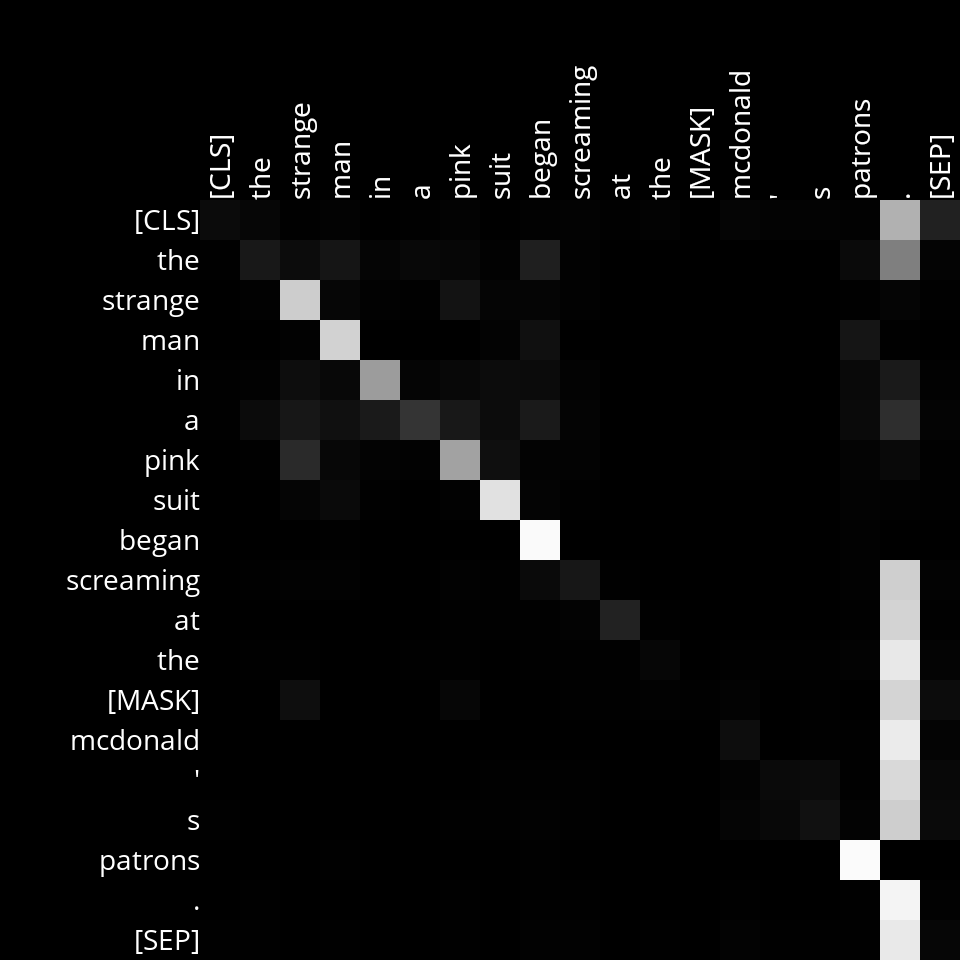 [CLS]
the
strange
man
in
a
pink
suit
began
screaming
at
the
[MASK]
mcdonald
'
s
patrons
.
[SEP]
[CLS]
the
strange
man
in
a
pink
suit
began
screaming
at
the
[MASK]
mcdonald
'
s
patrons
.
[SEP]